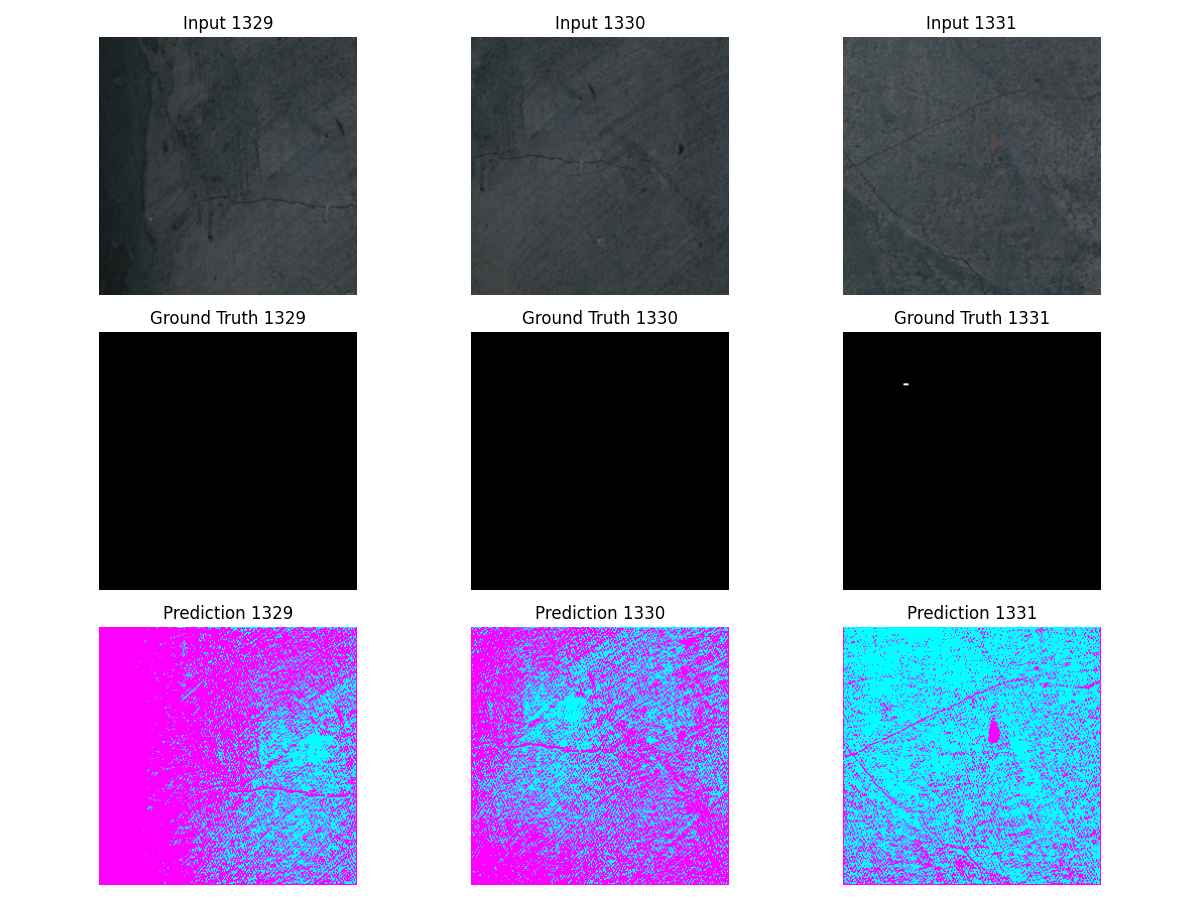 Input 1329
Input 1330
Input 1331
Ground Truth 1329
Ground Truth 1330
Ground Truth 1331
Prediction 1329
Prediction 1330
Prediction 1331